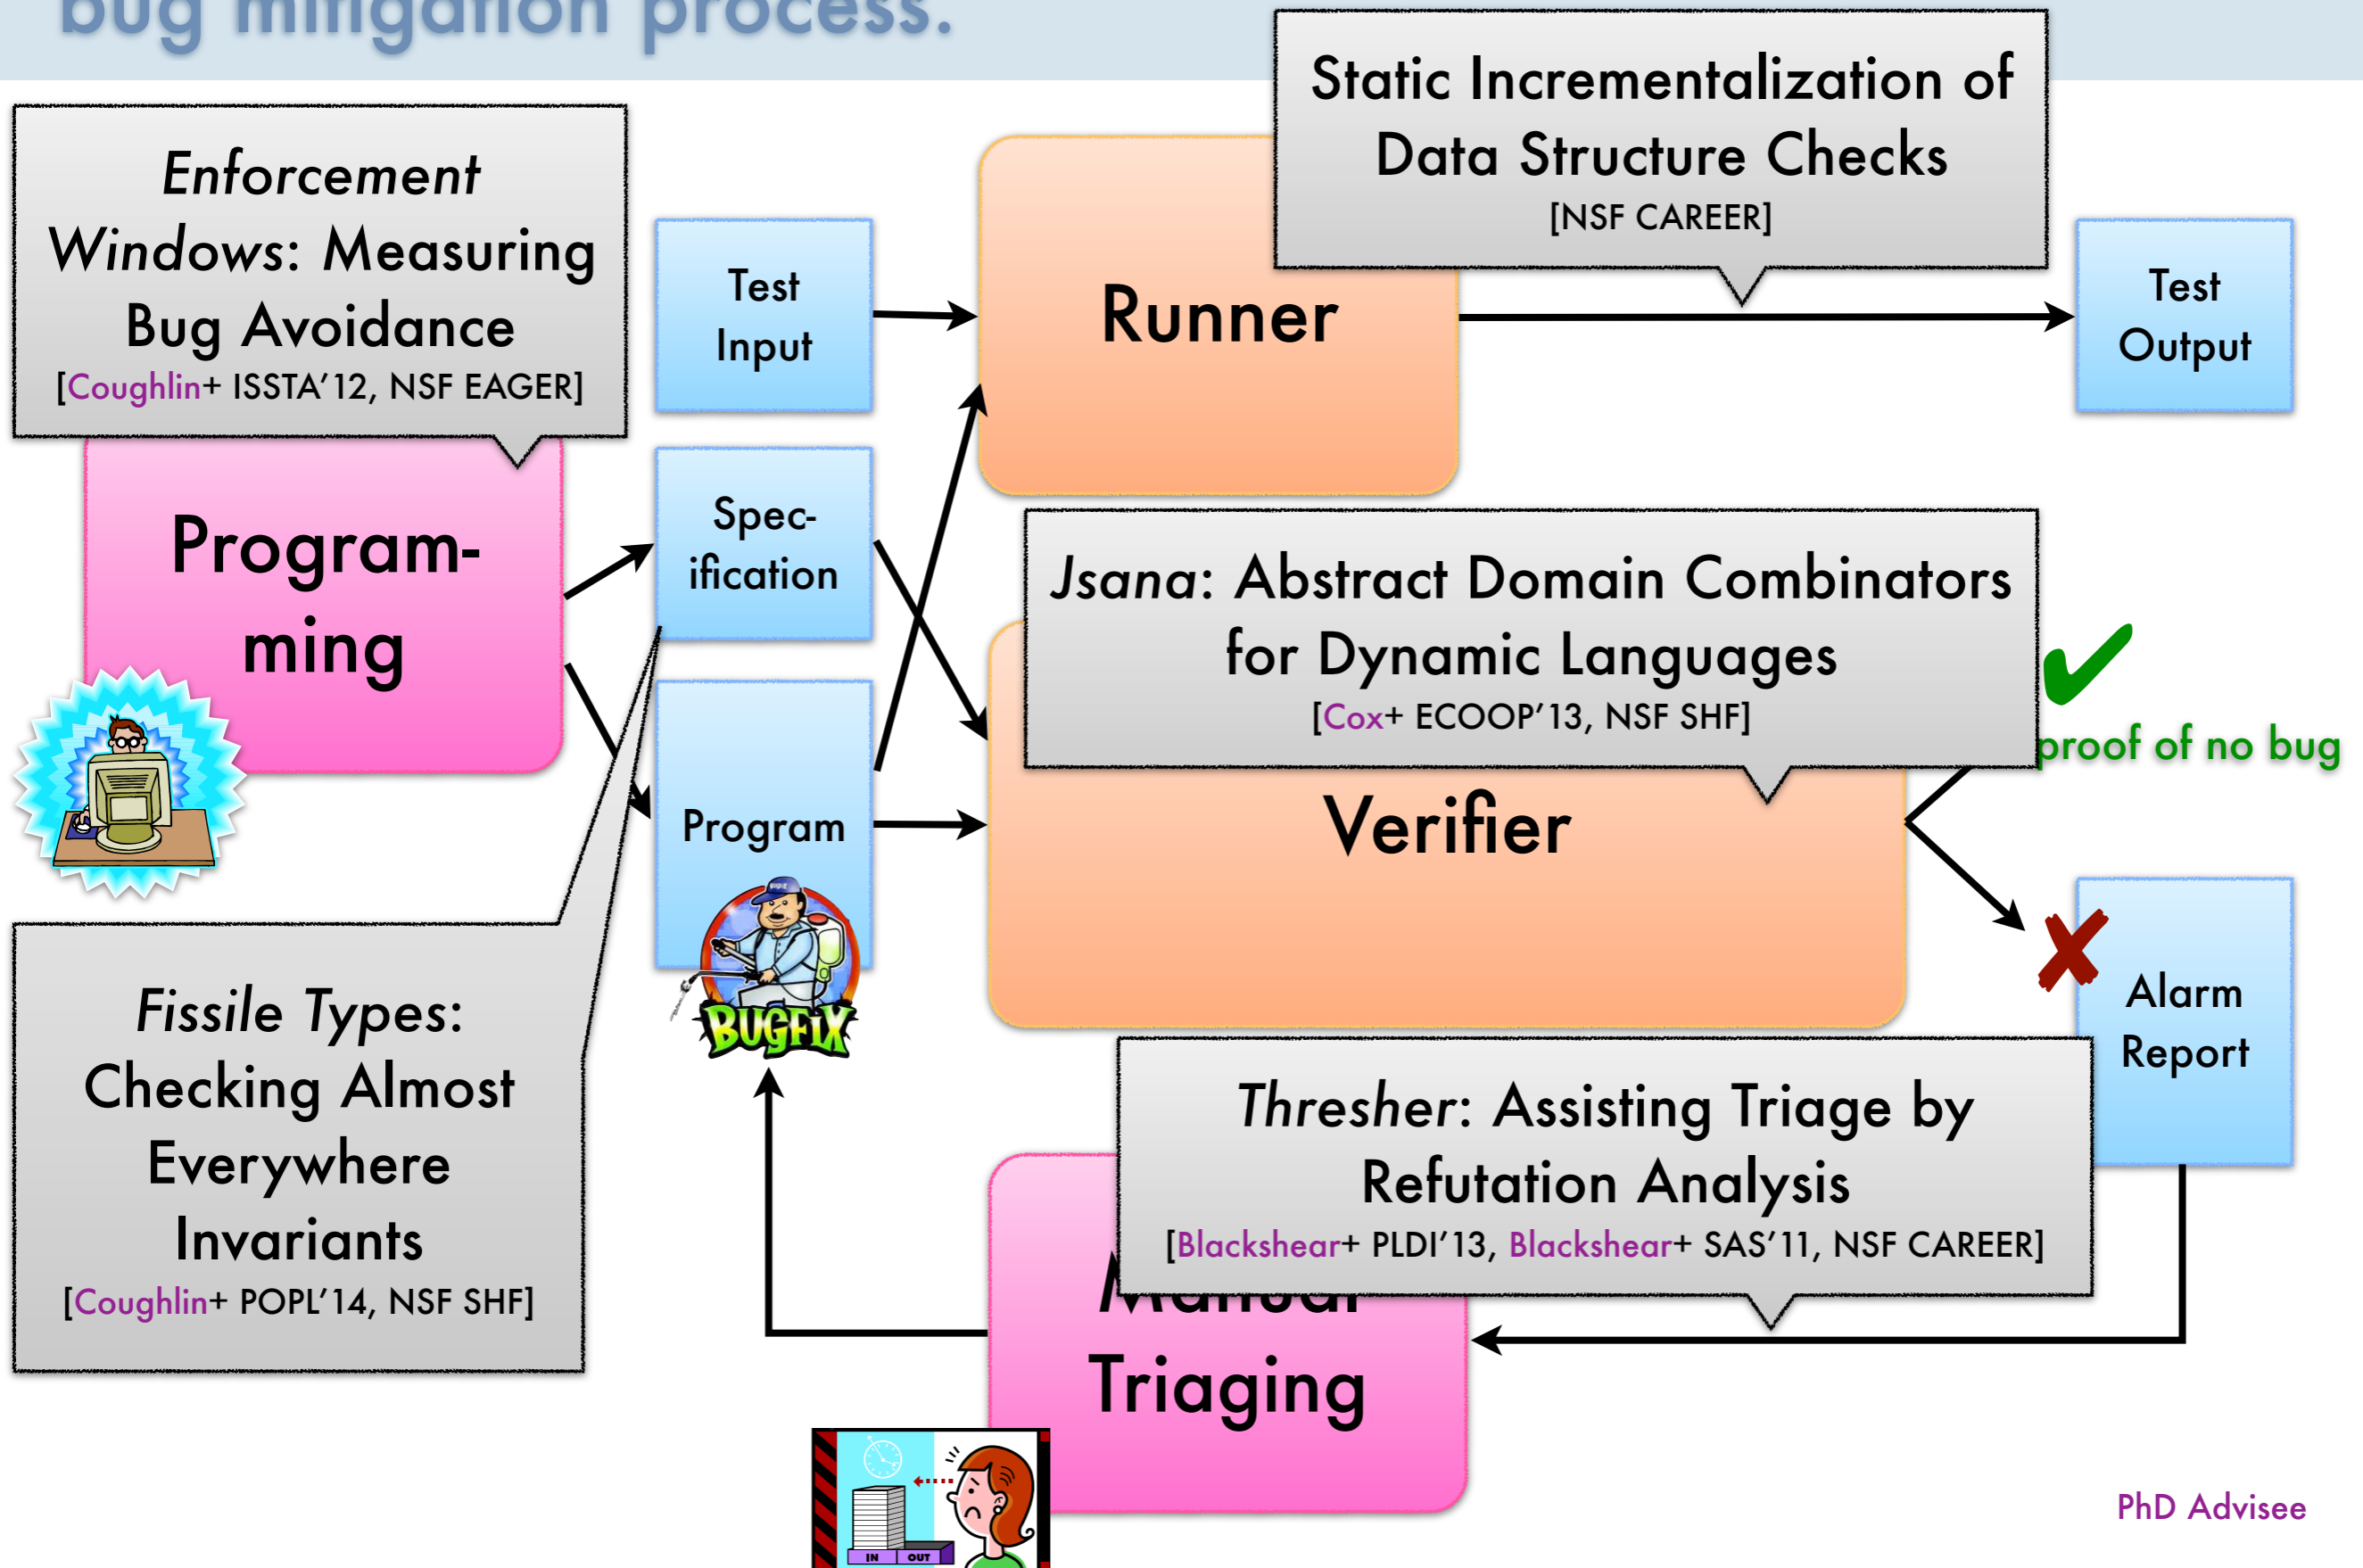 bug mitigation process.
Static Incrementalization of
Data Structure Checks
[NSF CAREER]
Enforcement
Windows: Measuring
Bug Avoidance
[Coughlin+ ISSTA'12, NSF EAGER]
Test
Input
Runner
Test
Output
Program-
ming
Spec-
ification
Jsana: Abstract Domain Combinators
for Dynamic Languages
[Cox+ ECOOP'13, NSF SHF]
proof of no bug
Program
Verifier
BUGFIX
Alarm
Report
Fissile Types:
Checking Almost
Everywhere
Invariants
[Coughlin+ POPL'14, NSF SHF]
Thresher: Assisting Triage by
Refutation Analysis
[Blackshear+ PLDI'13, Blackshear+ SAS'11, NSF CAREER]
Manual
Triaging
IN OUT
PhD Advisee